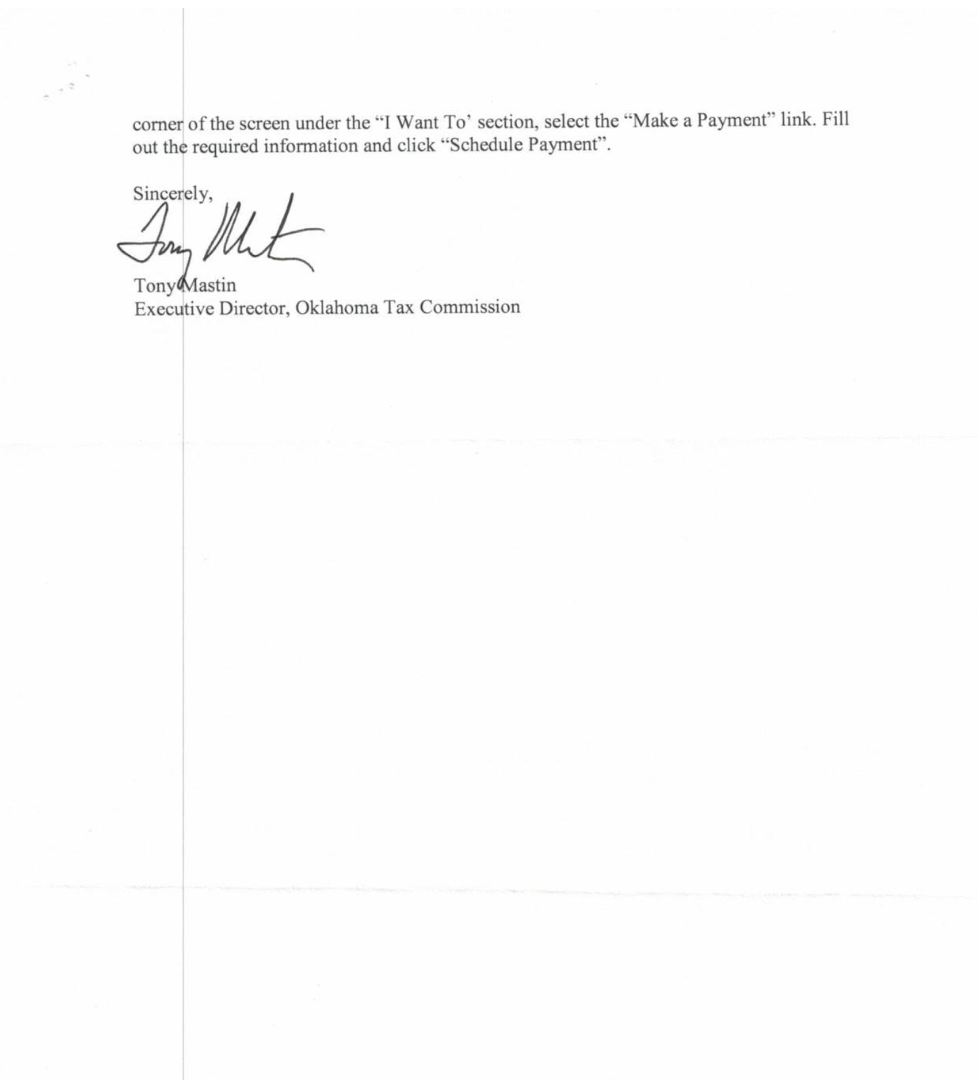 corner of the screen under the “I Want To’ section, select the “Make a Payment” link. Fill
out the required information and click “Schedule Payment”.
Sincerely,
Tony Mastin
Tony Mastin
Executive Director, Oklahoma Tax Commission